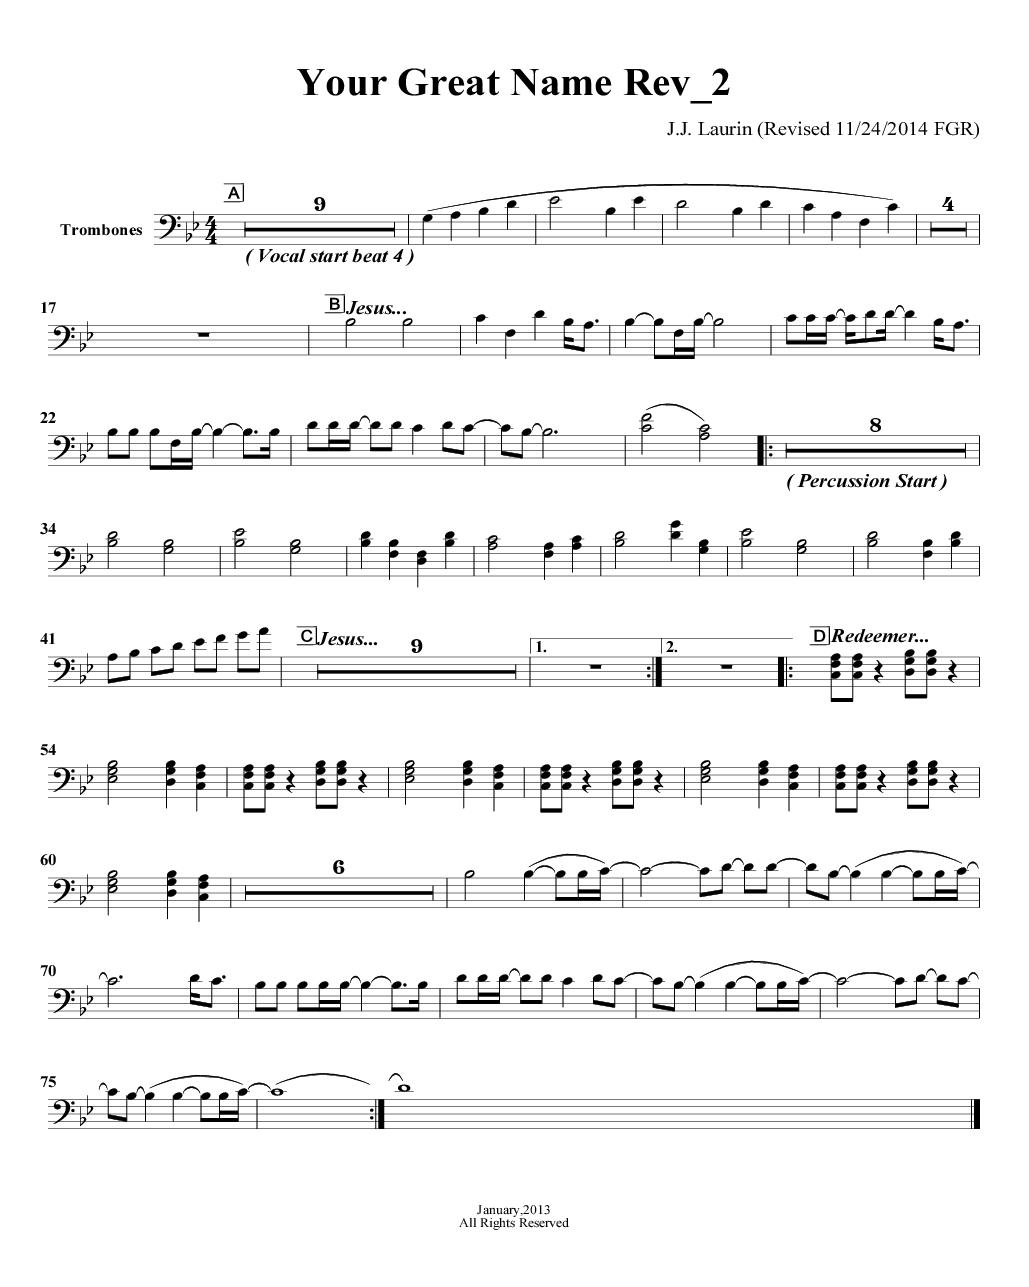 Your Great Name Rev_2
J.J. Laurin (Revised 11/24/2014 FGR)
A
9
4
Trombones
( Vocal start beat 4 )
17
B Jesus...
22
8
( Percussion Start )
34
41
C Jesus...
9
1.
2.
D Redeemer...
54
60
6
70
75
January,2013
All Rights Reserved